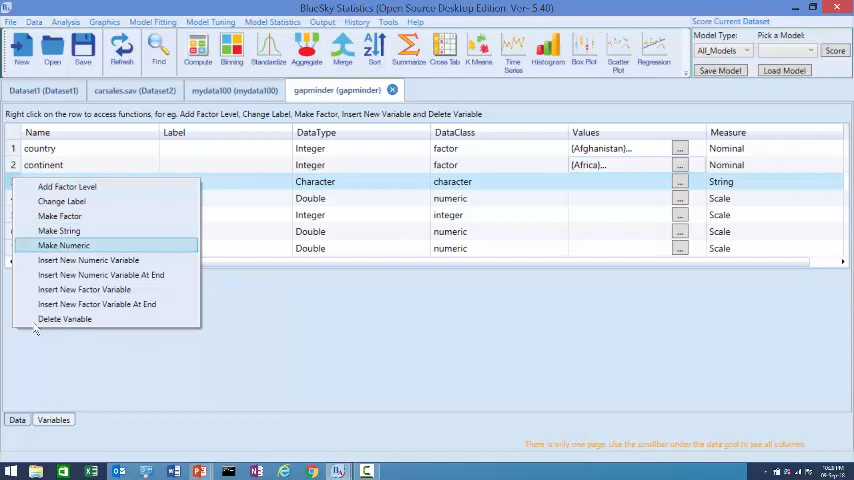 BlueSky Statistics (Open Source Desktop Edition. Ver- 5.40)
File Data Analysis Graphics Model Fitting Model Tuning Model Statistics Output History Tools Help
Score Current Dataset
Model Type: Pick a Model:
All_Models Score
Save Model Load Model
New Open Save Refresh Find Compute Binning Standardize Aggregate Merge Sort Summarize Cross Tab K.Means Time Series Histogram Box Plot Scatter Plot Regression
Dataset1 (Dataset1) carsales.sav (Dataset2) mydata100 (mydata100) gapminder (gapminder)
Right click on the row to access functions, for eg. Add Factor Level, Change Label, Make Factor, Insert New Variable and Delete Variable
Name Label DataType DataClass Values Measure
1 country Integer factor {Afghanistan}... ... Nominal
2 continent Integer factor {Africa}... ... Nominal
Character character ... String
Double numeric ... Scale
Integer integer ... Scale
Double numeric ... Scale
Double numeric ... Scale
Add Factor Level
Change Label
Make Factor
Make String
Make Numeric
Insert New Numeric Variable
Insert New Numeric Variable At End
Insert New Factor Variable
Insert New Factor Variable At End
Delete Variable
Data Variables
There is only one page. Use the scrollbar under the data grid to see all columns.